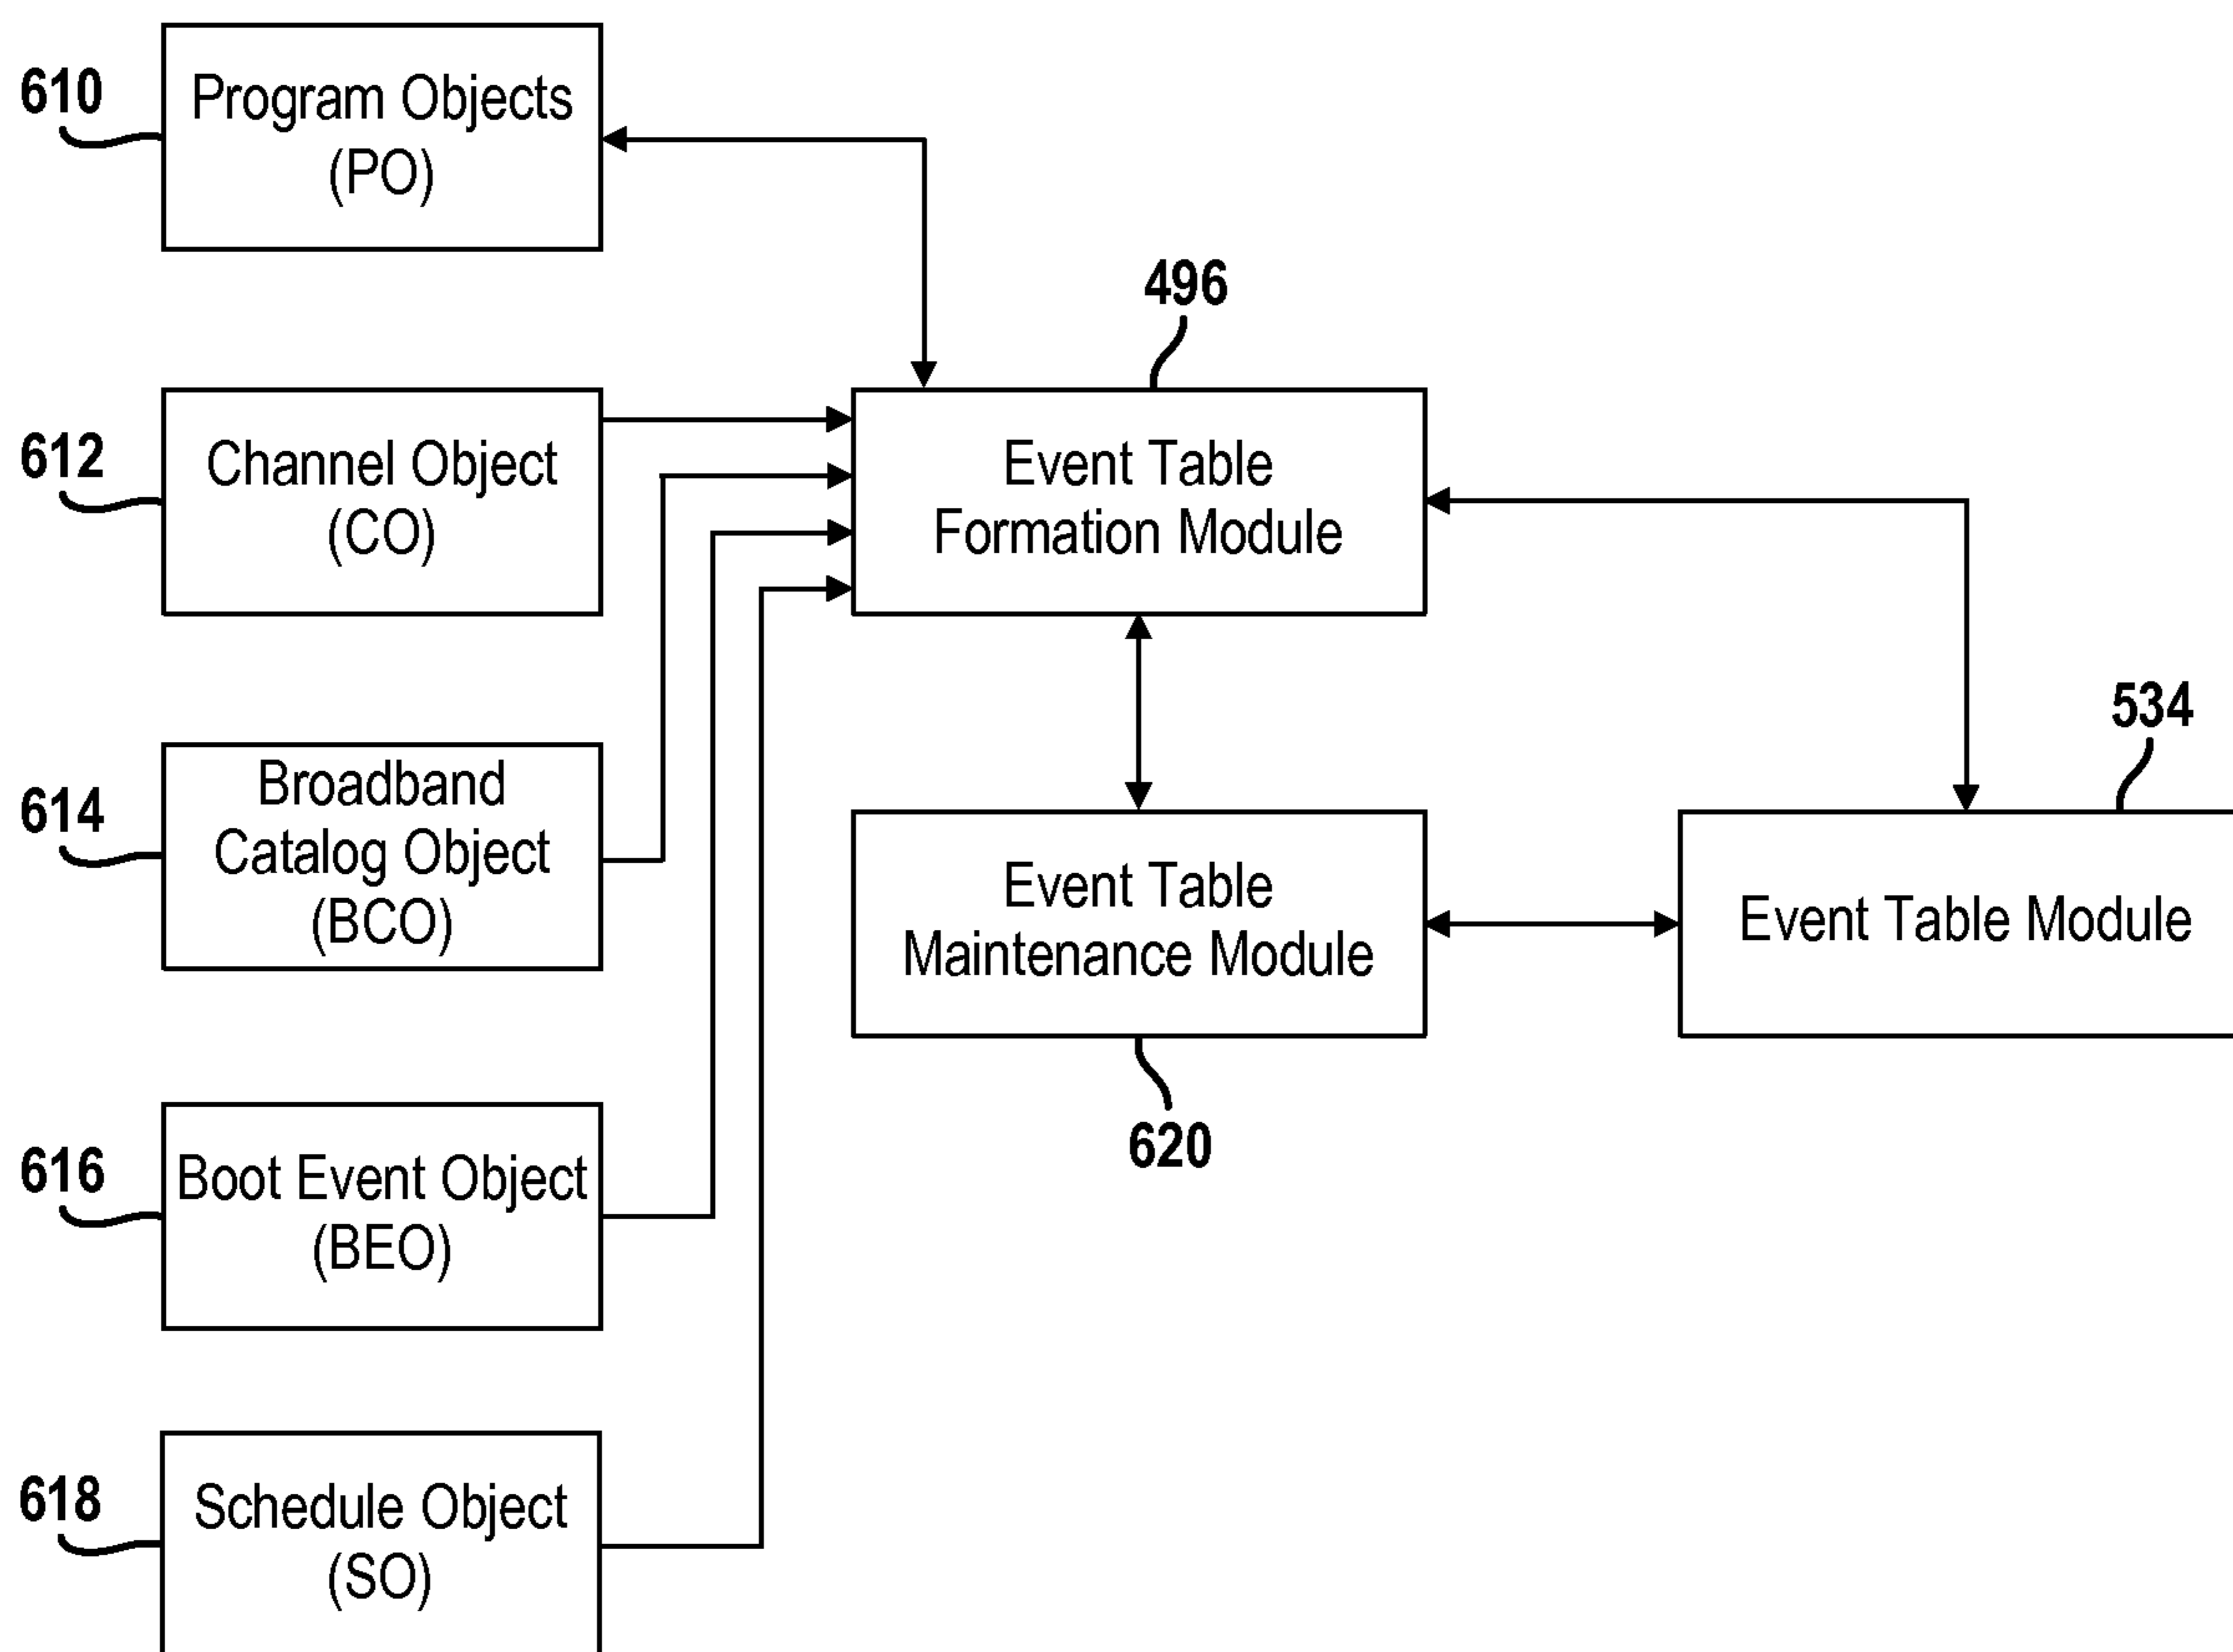 610
Program Objects
(PO)
496
612
Channel Object
(CO)
Event Table
Formation Module
534
614
Broadband
Catalog Object
(BCO)
Event Table
Maintenance Module
Event Table Module
620
616
Boot Event Object
(BEO)
618
Schedule Object
(SO)